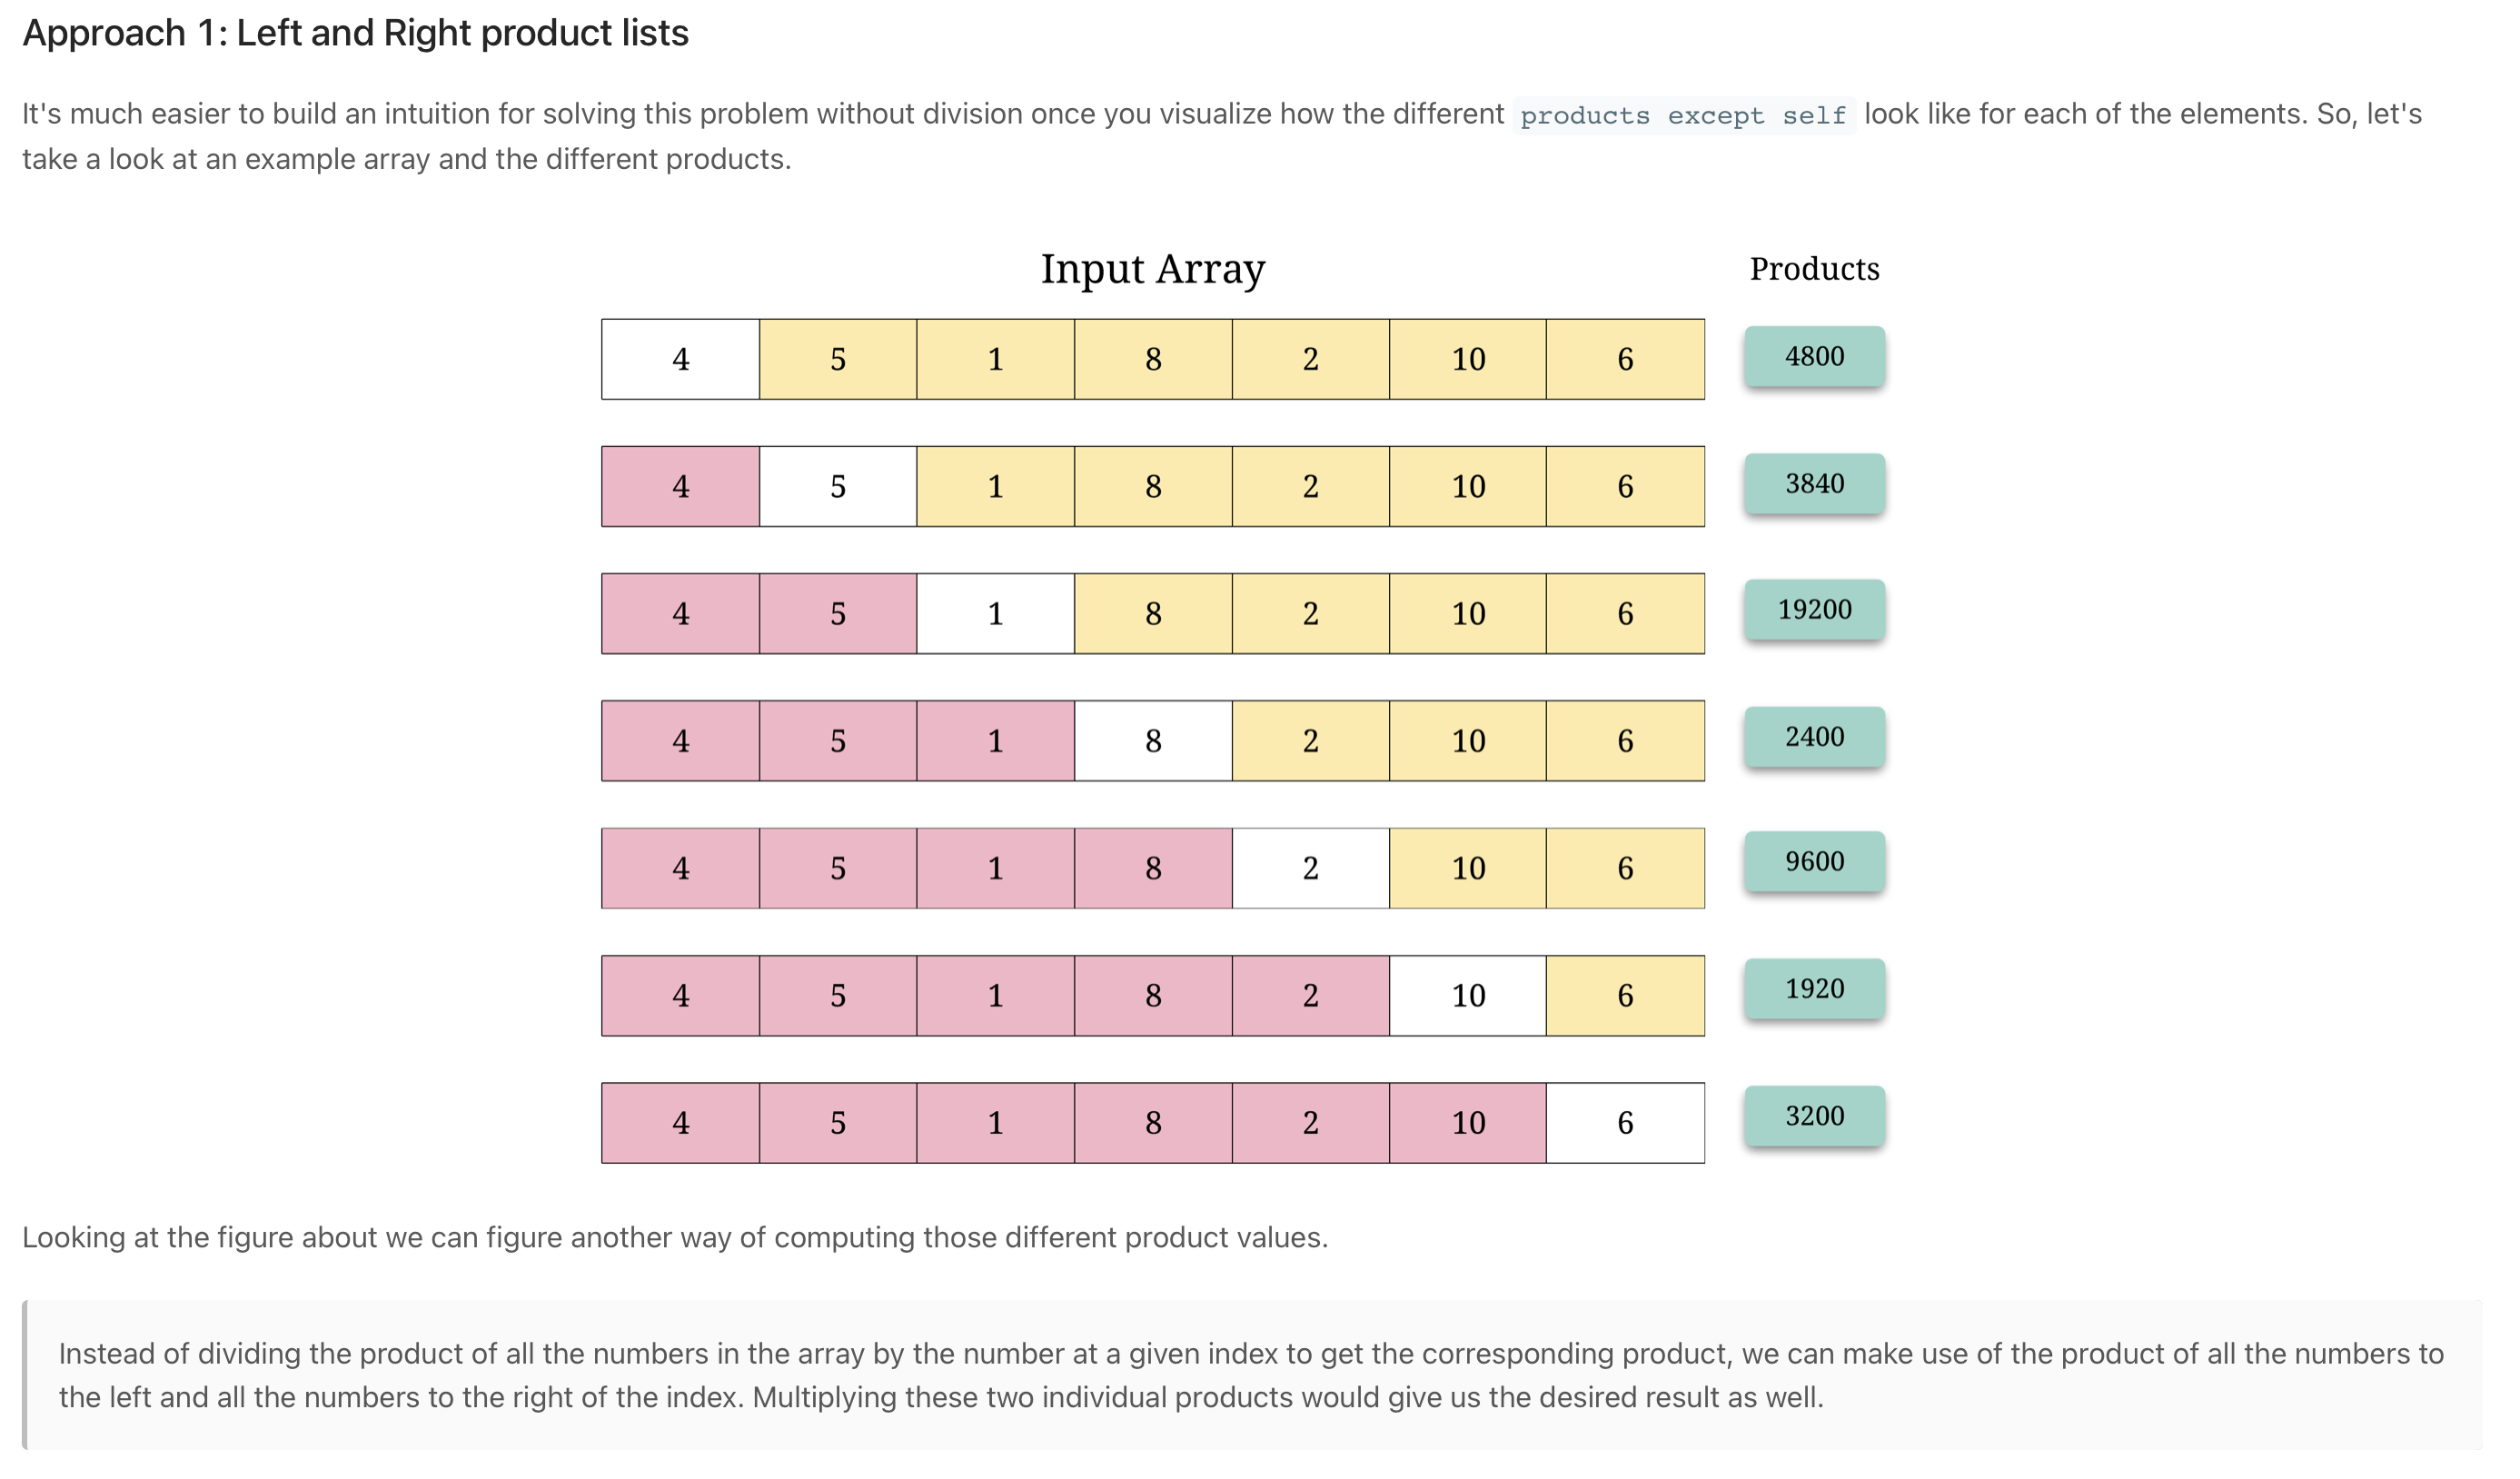 Approach 1: Left and Right product lists
It's much easier to build an intuition for solving this problem without division once you visualize how the different products except self look like for each of the elements. So, let's
take a look at an example array and the different products.
Input Array Products
4 5 1 8 2 10 6 4800
4 5 1 8 2 10 6 3840
4 5 1 8 2 10 6 19200
4 5 1 8 2 10 6 2400
4 5 1 8 2 10 6 9600
4 5 1 8 2 10 6 1920
4 5 1 8 2 10 6 3200
Looking at the figure about we can figure another way of computing those different product values.
Instead of dividing the product of all the numbers in the array by the number at a given index to get the corresponding product, we can make use of the product of all the numbers to
the left and all the numbers to the right of the index. Multiplying these two individual products would give us the desired result as well.